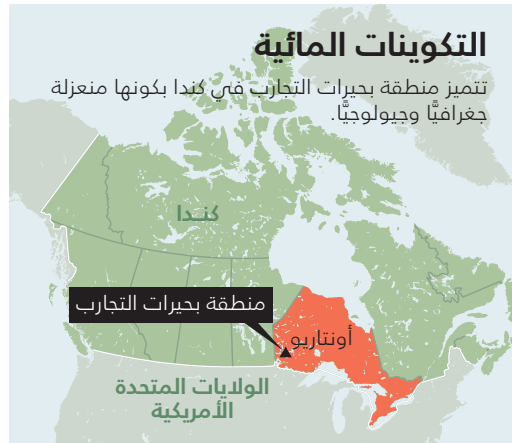 التكوينات المائية
تتميز منطقة بحيرات التجارب في كندا بكونها منعزلة
جغرافيًّا وجيولوجيًّا.
كنـدا
منطقة بحيرات التجارب
أونتاريو
الولايات المتحدة
الأمريكية